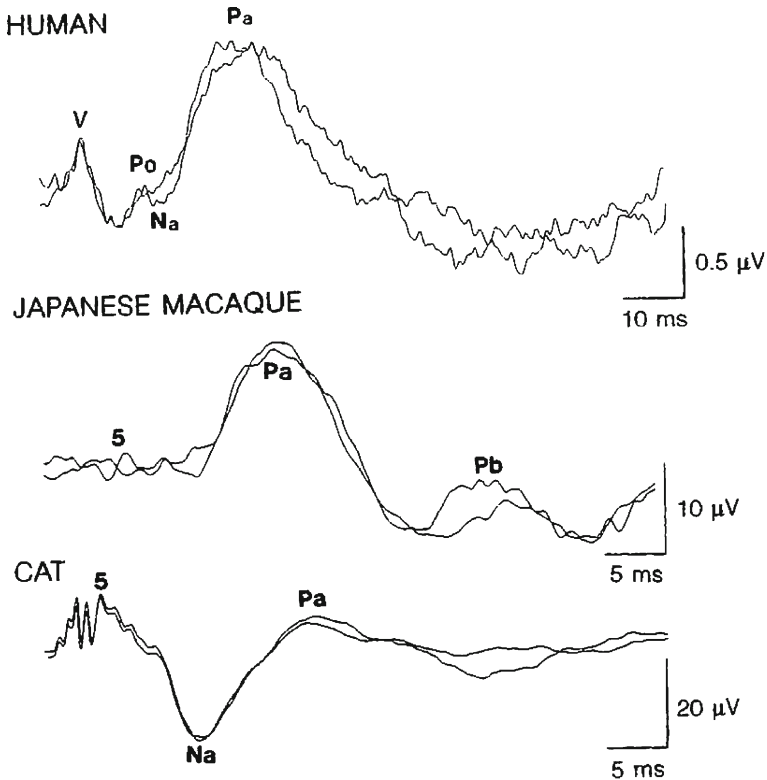 HUMAN
Pa
V
Po
Na
0.5 μV
10 ms
JAPANESE MACAQUE
Pa
5
Pb
10 μV
5 ms
CAT
5
Pa
Na
20 μV
5 ms